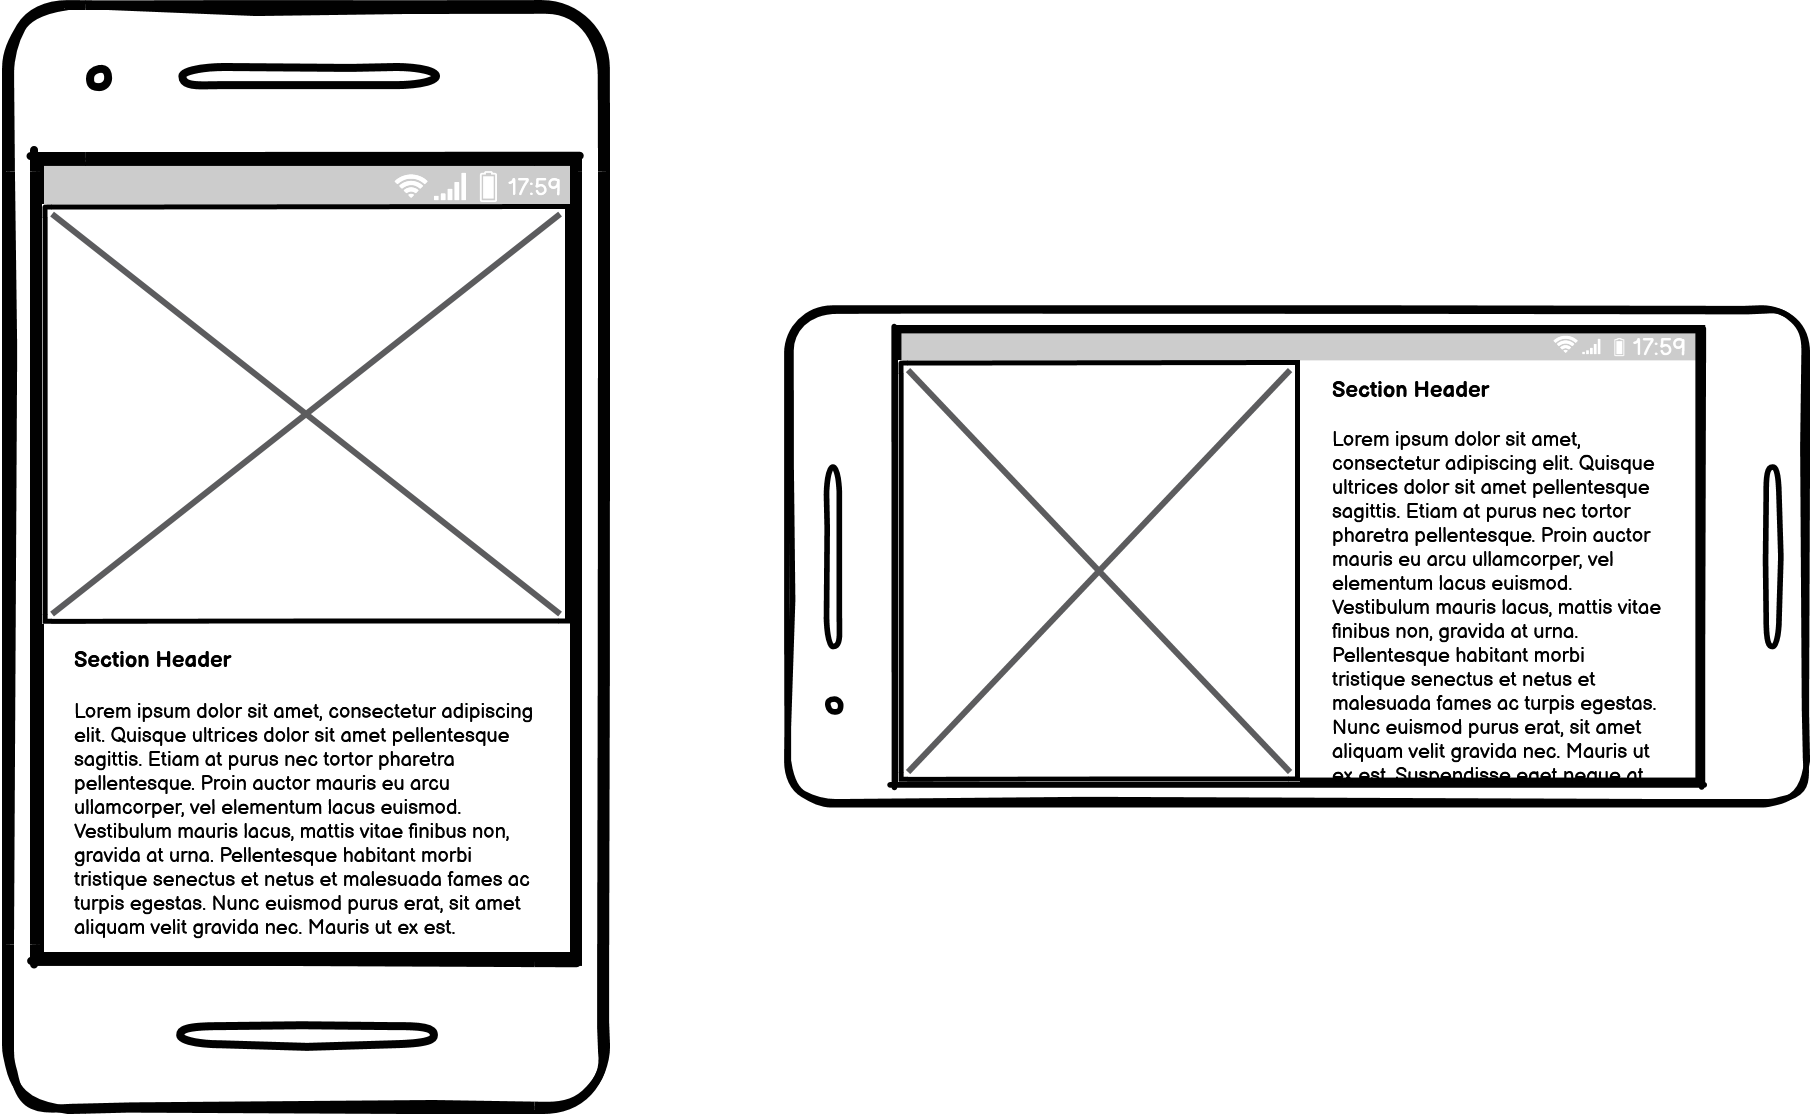 17:59
Section Header
Lorem ipsum dolor sit amet, consectetur adipiscing
elit. Quisque ultrices dolor sit amet pellentesque
sagittis. Etiam at purus nec tortor pharetra
pellentesque. Proin auctor mauris eu arcu
ullamcorper, vel elementum lacus euismod.
Vestibulum mauris lacus, mattis vitae finibus non,
gravida at urna. Pellentesque habitant morbi
tristique senectus et netus et malesuada fames ac
turpis egestas. Nunc euismod purus erat, sit amet
aliquam velit gravida nec. Mauris ut ex est.
17:59
Section Header
Lorem ipsum dolor sit amet,
consectetur adipiscing elit. Quisque
ultrices dolor sit amet pellentesque
sagittis. Etiam at purus nec tortor
pharetra pellentesque. Proin auctor
mauris eu arcu ullamcorper, vel
elementum lacus euismod.
Vestibulum mauris lacus, mattis vitae
finibus non, gravida at urna.
Pellentesque habitant morbi
tristique senectus et netus et
malesuada fames ac turpis egestas.
Nunc euismod purus erat, sit amet
aliquam velit gravida nec. Mauris ut
ex est. Suspendisse eget neque at